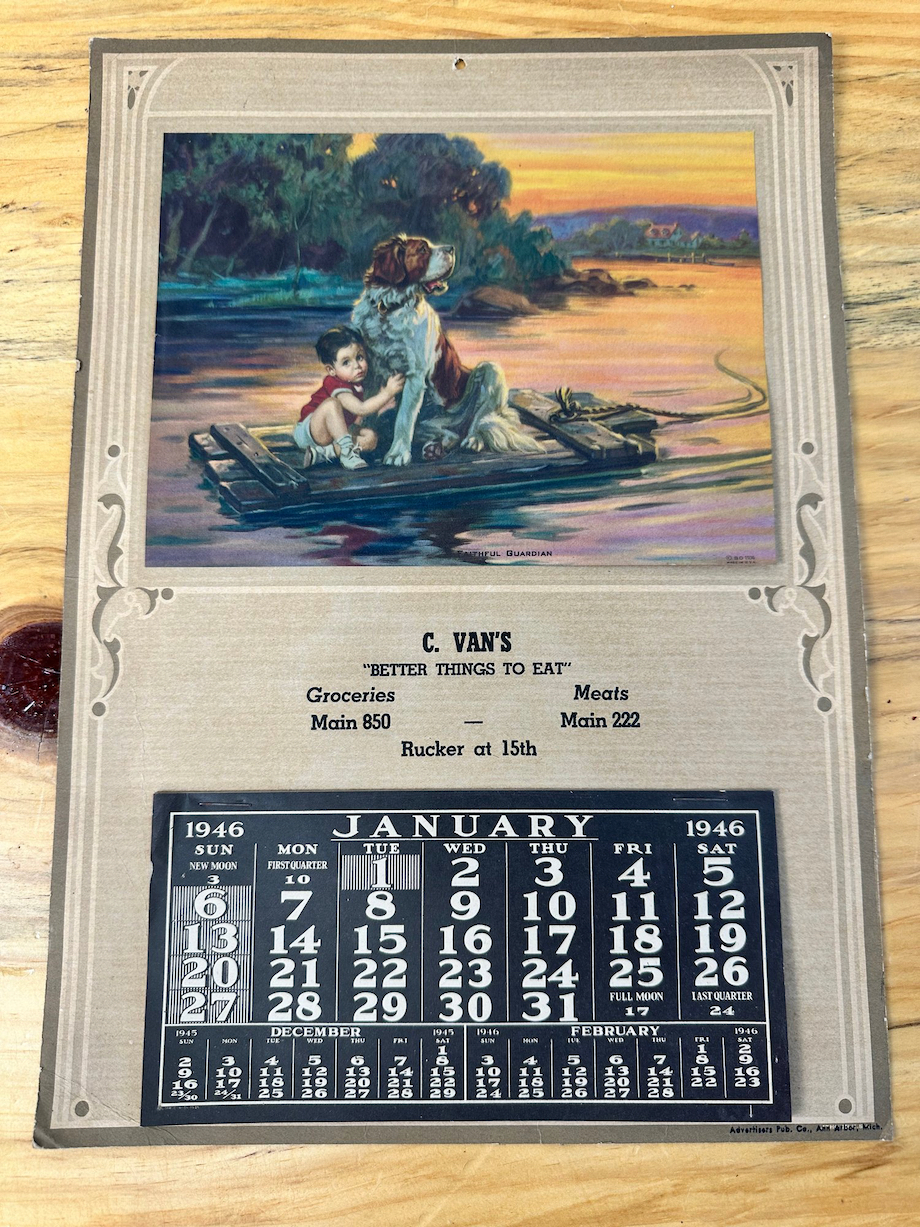 FAITHFUL GUARDIAN
C. VAN'S
"BETTER THINGS TO EAT"
Groceries Meats
Main 850 — Main 222
Rucker at 15th
1946 JANUARY 1946
SUN MON TUE WED THU FRI SAT
NEW MOON 3 FIRST QUARTER 10 1 2 3 4 5
6 7 8 9 10 11 12
13 14 15 16 17 18 19
20 21 22 23 24 25 26
27 28 29 30 31 FULL MOON 17 LAST QUARTER 24
1945 DECEMBER 1945 1946 FEBRUARY 1946
SUN MON TUE WED THU FRI SAT SUN MON TUE WED THU FRI SAT
1 1 2
2 3 4 5 6 7 8 3 4 5 6 7 8 9
9 10 11 12 13 14 15 10 11 12 13 14 15 16
16 17 18 19 20 21 22 17 18 19 20 21 22 23
23/30 24/31 25 26 27 28 29 24 25 26 27 28
Advertisers Pub. Co., Ann Arbor, Mich.